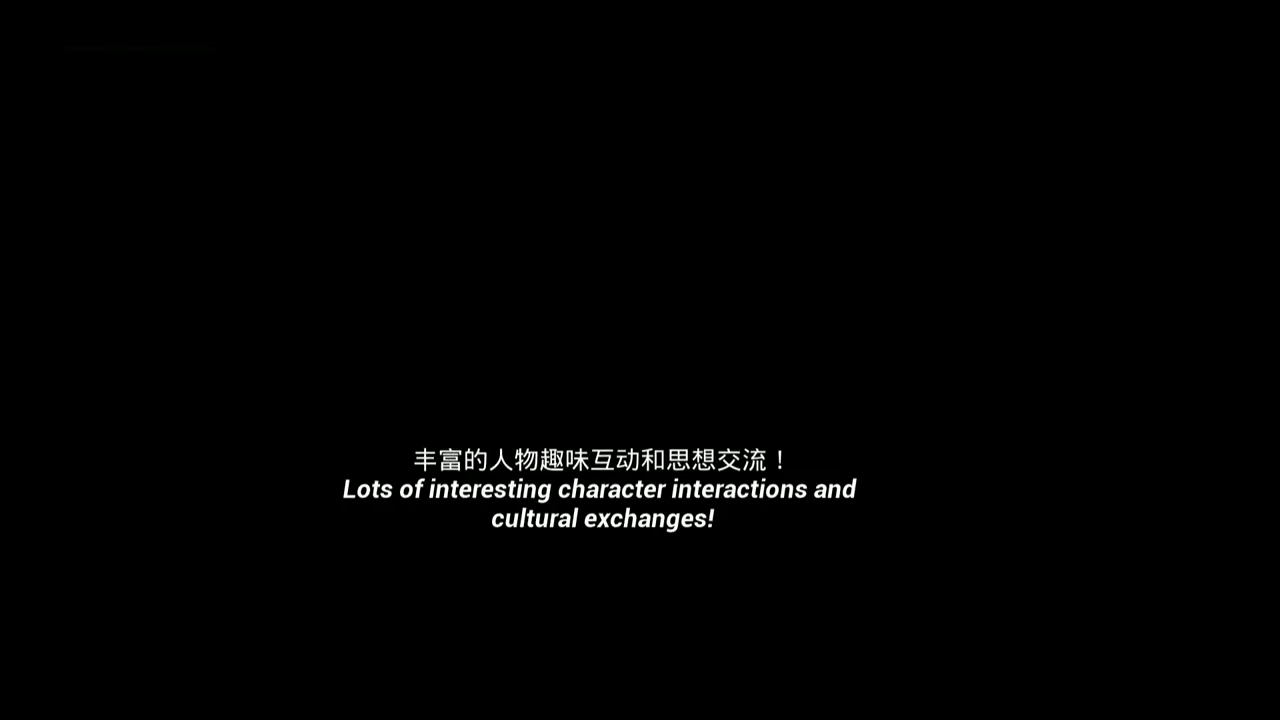 丰富的人物趣味互动和思想交流！
Lots of interesting character interactions and
cultural exchanges!